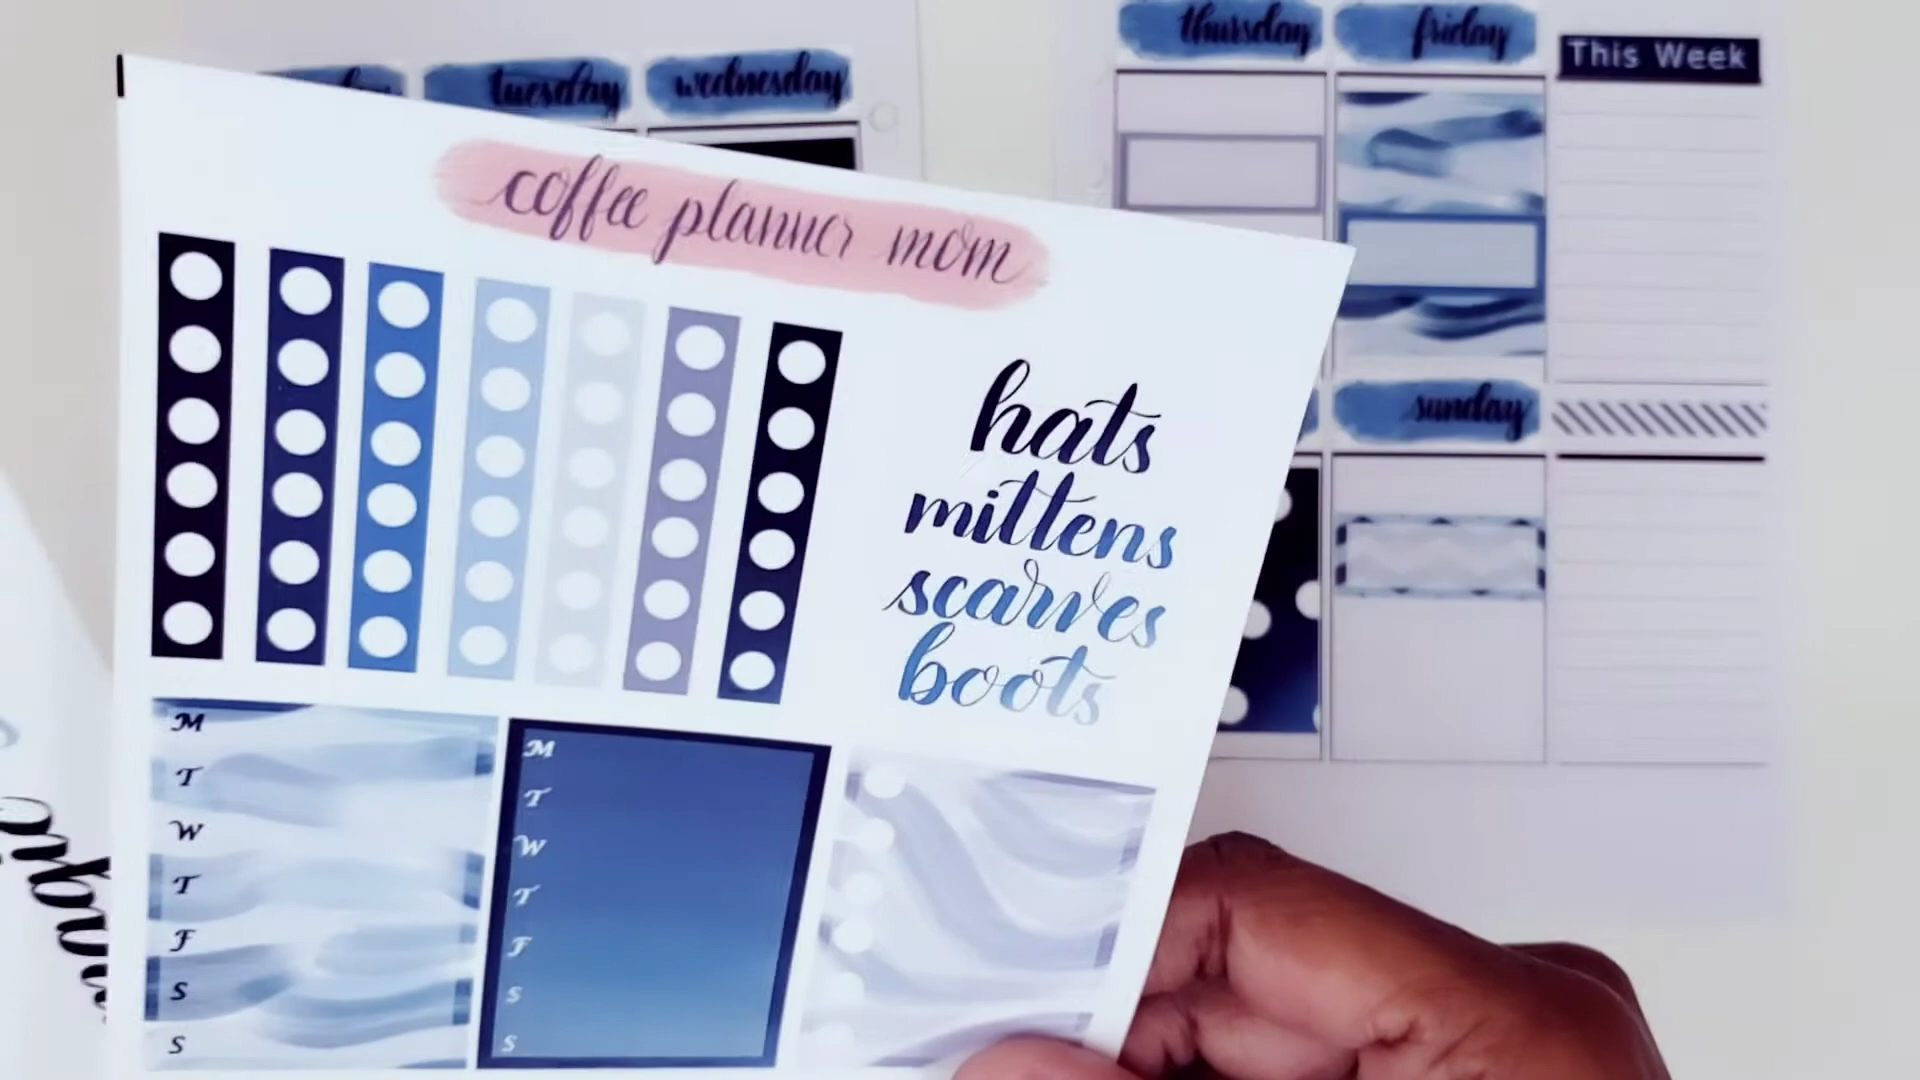 thursday
friday
This Week
tuesday
wednesday
coffee planner mom
sunday
hats
mittens
scarves
boots
M
T
W
T
F
S
S
M
T
W
T
F
S
S